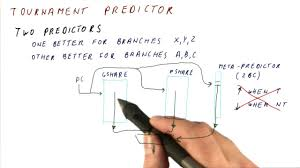 TOURNAMENT PREDICTOR
TWO PREDICTORS
ONE BETTER FOR BRANCHES X,Y,Z
OTHER BETTER FOR BRANCHES A,B,C
GSHARE
PSHARE
META-PREDICTOR
(2BC)
PC